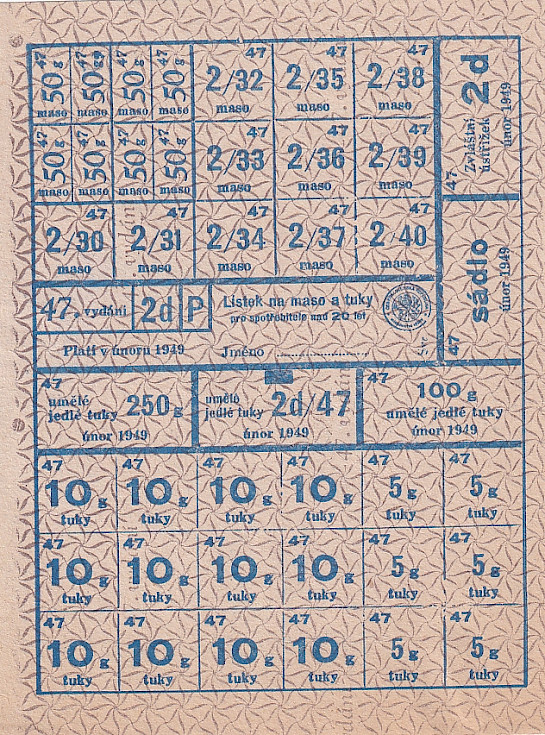 47 47 47 47 47 47 47
50 g 50 g 50 g 50 g 2/32 2/35 2/38
maso maso maso maso maso maso maso
47 47 47 47 47 47 47
50 g 50 g 50 g 50 g 2/33 2/36 2/39
maso maso maso maso maso maso maso
47 47 47 47 47
2/30 2/31 2/34 2/37 2/40
maso maso maso maso maso
47
Zvláštní
ústřižek
2d
únor 1949
47
sádlo
únor 1949
47. vydání 2d P Lístek na maso a tuky
pro spotřebitele nad 20 let
Platí v únoru 1949 Jméno
47
umělé
jedlé tuky 250 g
únor 1949
umělé
jedlé tuky 2d/47
únor 1949
47
100 g
umělé jedlé tuky
únor 1949
47 47 47 47 47 47
10 g 10 g 10 g 10 g 5 g 5 g
tuky tuky tuky tuky tuky tuky
47 47 47 47 47 47
10 g 10 g 10 g 10 g 5 g 5 g
tuky tuky tuky tuky tuky tuky
47 47 47 47 47 47
10 g 10 g 10 g 10 g 5 g 5 g
tuky tuky tuky tuky tuky tuky